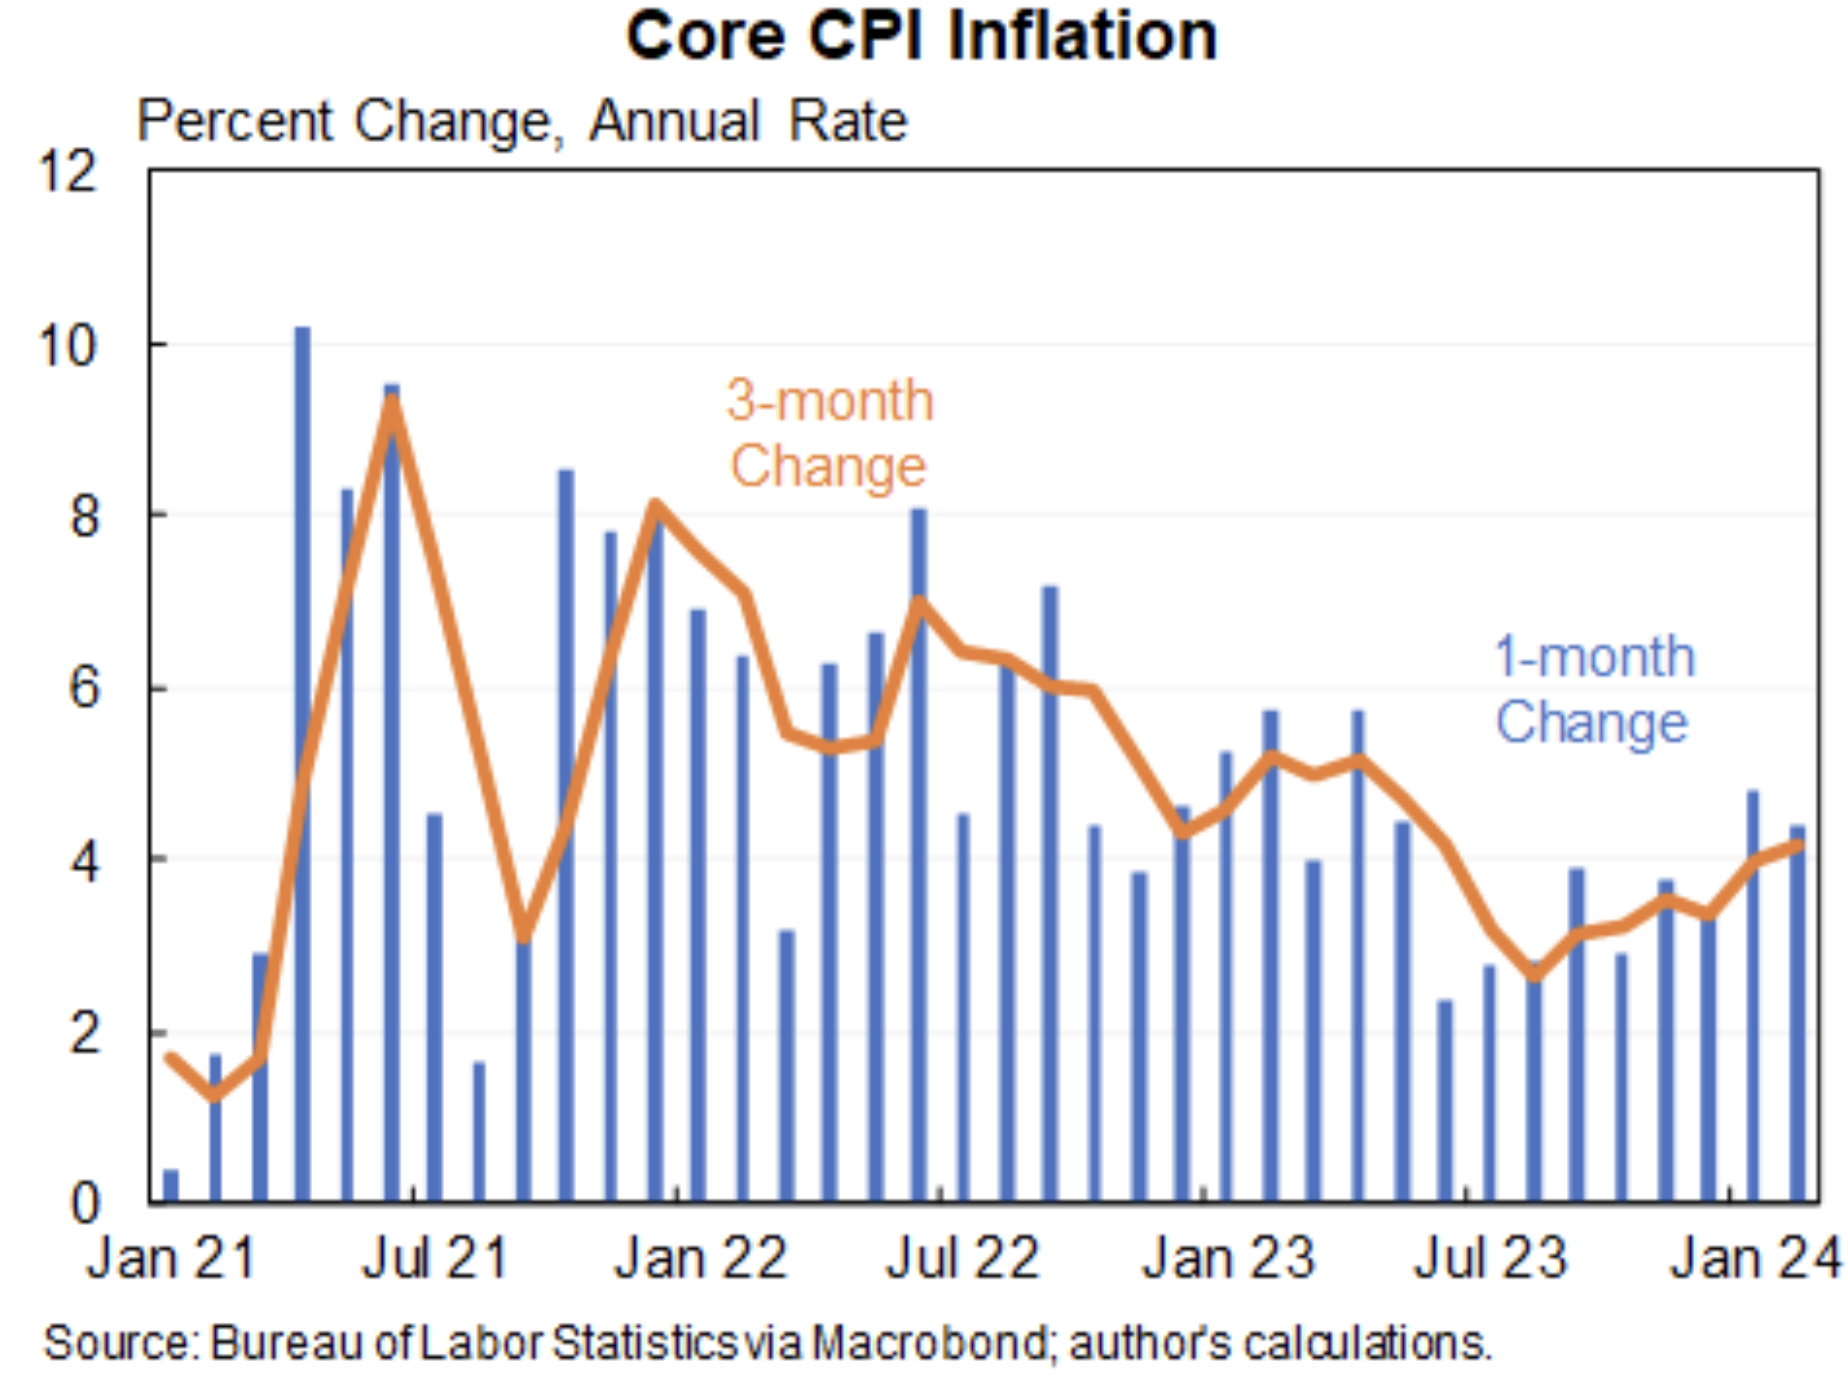 Core CPI Inflation
Percent Change, Annual Rate
12
10
8
6
4
2
0
3-month
Change
1-month
Change
Jan 21 Jul 21 Jan 22 Jul 22 Jan 23 Jul 23 Jan 24
Source: Bureau of Labor Statistics via Macrobond; author's calculations.